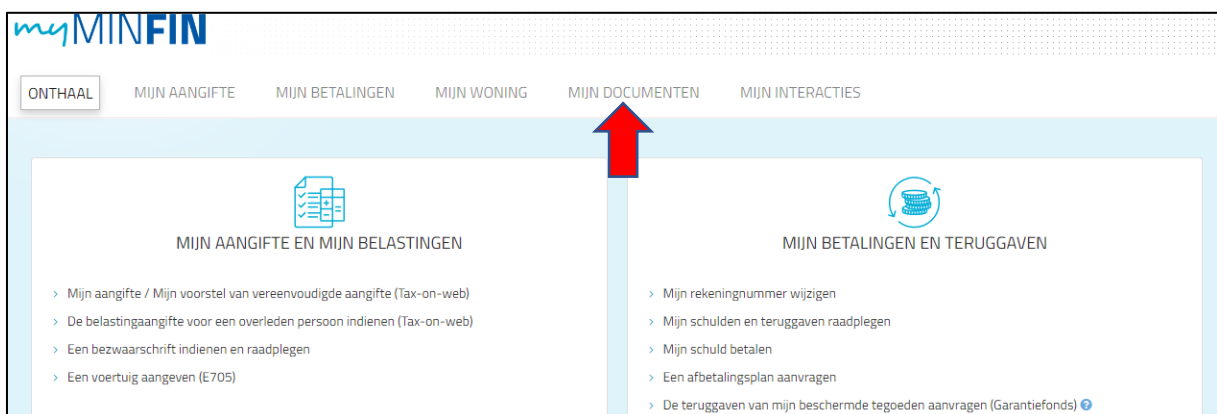 myMINFIN
ONTHAAL MIJN AANGIFTE MIJN BETALINGEN MIJN WONING MIJN DOCUMENTEN MIJN INTERACTIES
MIJN AANGIFTE EN MIJN BELASTINGEN
> Mijn aangifte / Mijn voorstel van vereenvoudigde aangifte (Tax-on-web)
> De belastingaangifte voor een overleden persoon indienen (Tax-on-web)
> Een bezwaarschrift indienen en raadplegen
> Een voertuig aangeven (E705)
MIJN BETALINGEN EN TERUGGAVEN
> Mijn rekeningnummer wijzigen
> Mijn schulden en teruggaven raadplegen
> Mijn schuld betalen
> Een afbetalingsplan aanvragen
> De teruggaven van mijn beschermde tegoeden aanvragen (Garantiefonds) ?